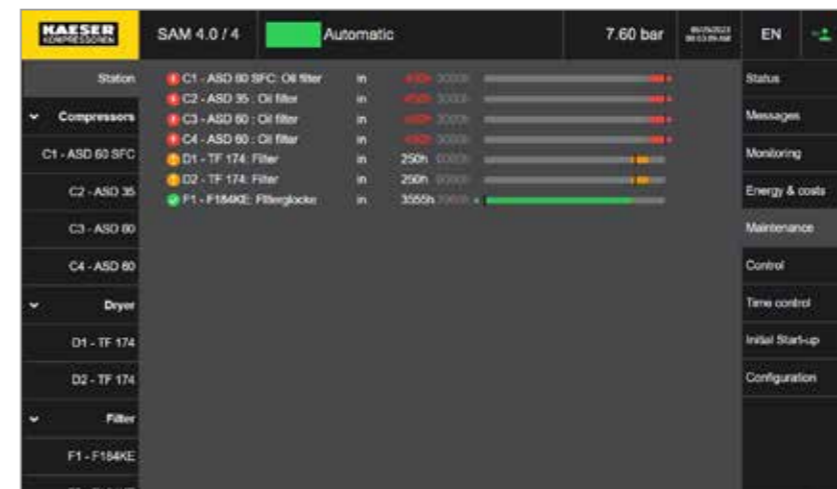 KAESER
KOMPRESSOREN
SAM 4.0 / 4
Automatic
7.60 bar
EN
Station
Compressors
C1 - ASD 60 SFC
C2 - ASD 35
C3 - ASD 60
C4 - ASD 60
Dryer
D1 - TF 174
D2 - TF 174
Filter
F1 - F184KE
C1 - ASD 60 SFC: Oil filter in
C2 - ASD 35 : Oil filter in
C3 - ASD 60 : Oil filter in
C4 - ASD 60 : Oil filter in
D1 - TF 174: Filter in 250h
D2 - TF 174: Filter in 250h
F1 - F184KE: Filterglocke in 3555h
Status
Messages
Monitoring
Energy & costs
Maintenance
Control
Time control
Initial Start-up
Configuration